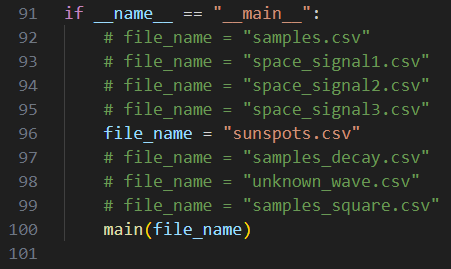 91 if __name__ == "__main__":
92     # file_name = "samples.csv"
93     # file_name = "space_signal1.csv"
94     # file_name = "space_signal2.csv"
95     # file_name = "space_signal3.csv"
96     file_name = "sunspots.csv"
97     # file_name = "samples_decay.csv"
98     # file_name = "unknown_wave.csv"
99     # file_name = "samples_square.csv"
100     main(file_name)
101